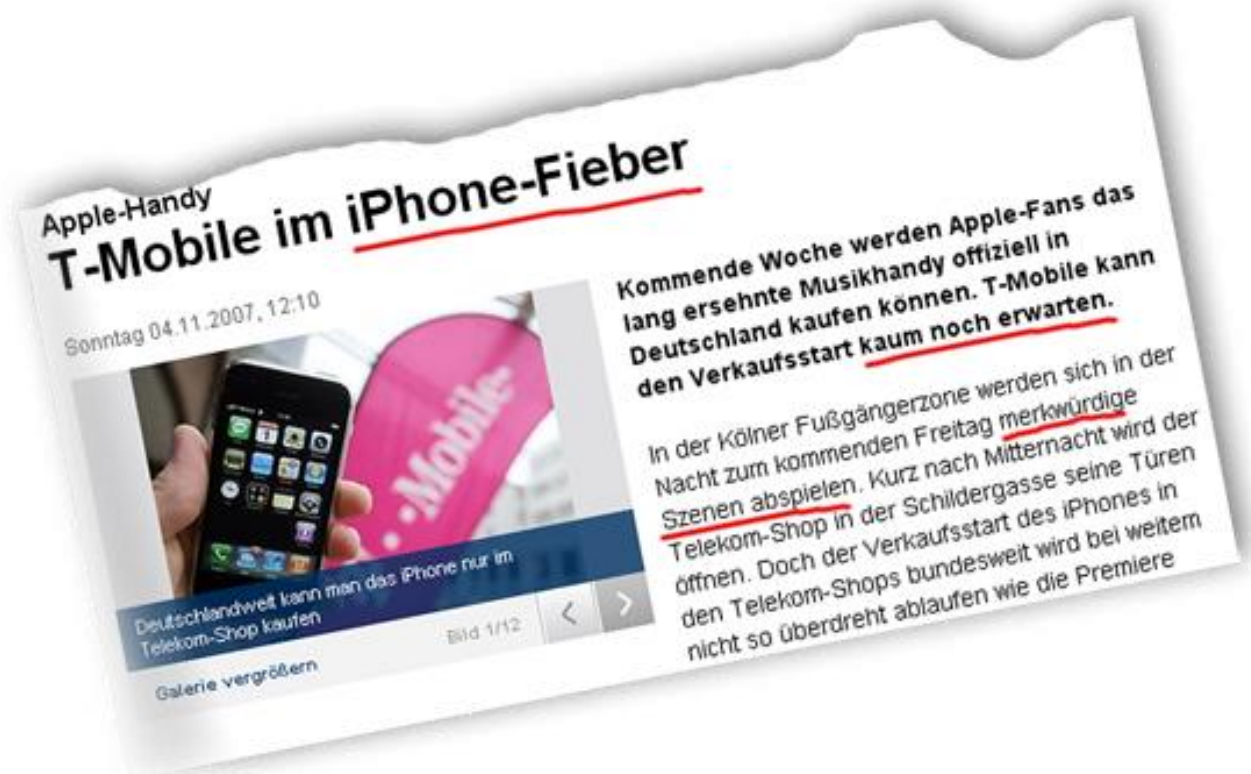 Apple-Handy
T-Mobile im iPhone-Fieber
Sonntag 04.11.2007, 12:10
·Mobile·
Deutschlandweit kann man das iPhone nur im
Telekom-Shop kaufen
Bild 1/12
Galerie vergrößern
Kommende Woche werden Apple-Fans das
lang ersehnte Musikhandy offiziell in
Deutschland kaufen können. T-Mobile kann
den Verkaufsstart kaum noch erwarten.
In der Kölner Fußgängerzone werden sich in der
Nacht zum kommenden Freitag merkwürdige
Szenen abspielen. Kurz nach Mitternacht wird der
Telekom-Shop in der Schildergasse seine Türen
öffnen. Doch der Verkaufsstart des iPhones in
den Telekom-Shops bundesweit wird bei weitem
nicht so überdreht ablaufen wie die Premiere